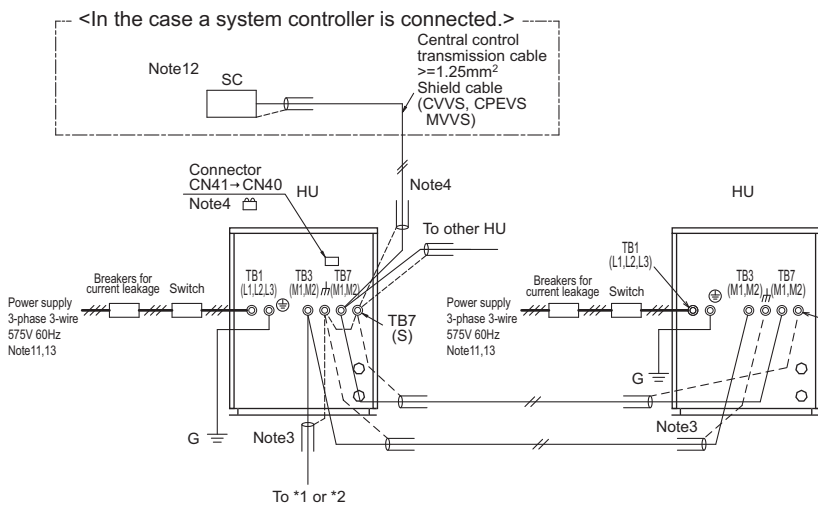 <In the case a system controller is connected.>
Central control
transmission cable
>=1.25mm²
Shield cable
(CVVS, CPEVS
MVVS)
Note12
SC
Connector
CN41→CN40
Note4
HU
Note4
To other HU
HU
TB1
(L1,L2,L3)
TB3
(M1,M2)
TB7
(M1,M2)
Breakers for
current leakage
Switch
Power supply
3-phase 3-wire
575V 60Hz
Note11,13
TB7
(S)
G
Note3
To *1 or *2
TB1
(L1,L2,L3)
TB3
(M1,M2)
TB7
(M1,M2)
Breakers for
current leakage
Switch
Power supply
3-phase 3-wire
575V 60Hz
Note11,13
G
Note3